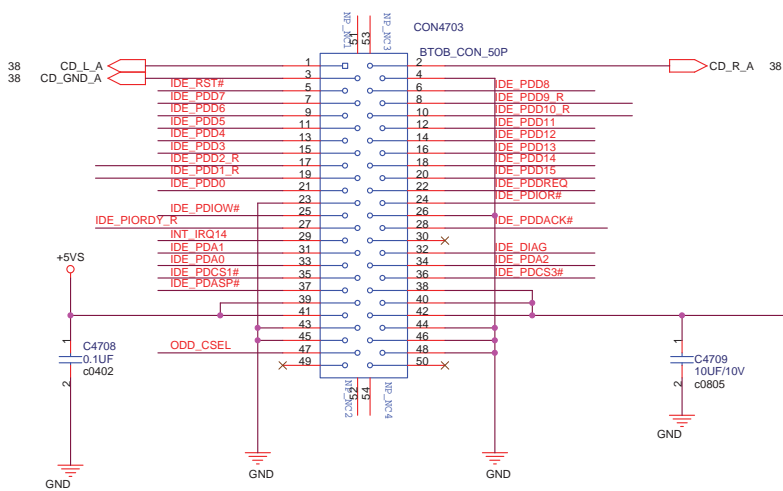 CON4703
BTOB_CON_50P
NP_NC1
51
53
NP_NC3
38 CD_L_A 1 2 CD_R_A 38
38 CD_GND_A 3 4
IDE_RST# 5 6 IDE_PDD8
IDE_PDD7 7 8 IDE_PDD9_R
IDE_PDD6 9 10 IDE_PDD10_R
IDE_PDD5 11 12 IDE_PDD11
IDE_PDD4 13 14 IDE_PDD12
IDE_PDD3 15 16 IDE_PDD13
IDE_PDD2_R 17 18 IDE_PDD14
IDE_PDD1_R 19 20 IDE_PDD15
IDE_PDD0 21 22 IDE_PDDREQ
23 24 IDE_PDIOR#
IDE_PDIOW# 25 26
IDE_PIORDY_R 27 28 IDE_PDDACK#
INT_IRQ14 29 30
IDE_PDA1 31 32 IDE_DIAG
IDE_PDA0 33 34 IDE_PDA2
IDE_PDCS1# 35 36 IDE_PDCS3#
IDE_PDASP# 37 38
39 40
41 42
43 44
45 46
ODD_CSEL 47 48
49 50
NP_NC2
52
54
NP_NC4
+5VS
1
C4708
0.1UF
c0402
2
GND
GND
GND
1
C4709
10UF/10V
c0805
2
GND